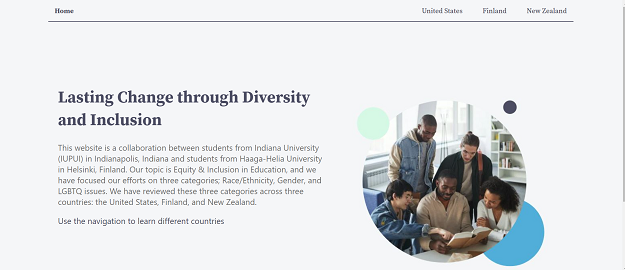 Home United States Finland New Zealand
Lasting Change through Diversity
and Inclusion
This website is a collaboration between students from Indiana University
(IUPUI) in Indianapolis, Indiana and students from Haaga-Helia University
in Helsinki, Finland. Our topic is Equity & Inclusion in Education, and we
have focused our efforts on three categories; Race/Ethnicity, Gender, and
LGBTQ issues. We have reviewed these three categories across three
countries: the United States, Finland, and New Zealand.
Use the navigation to learn different countries